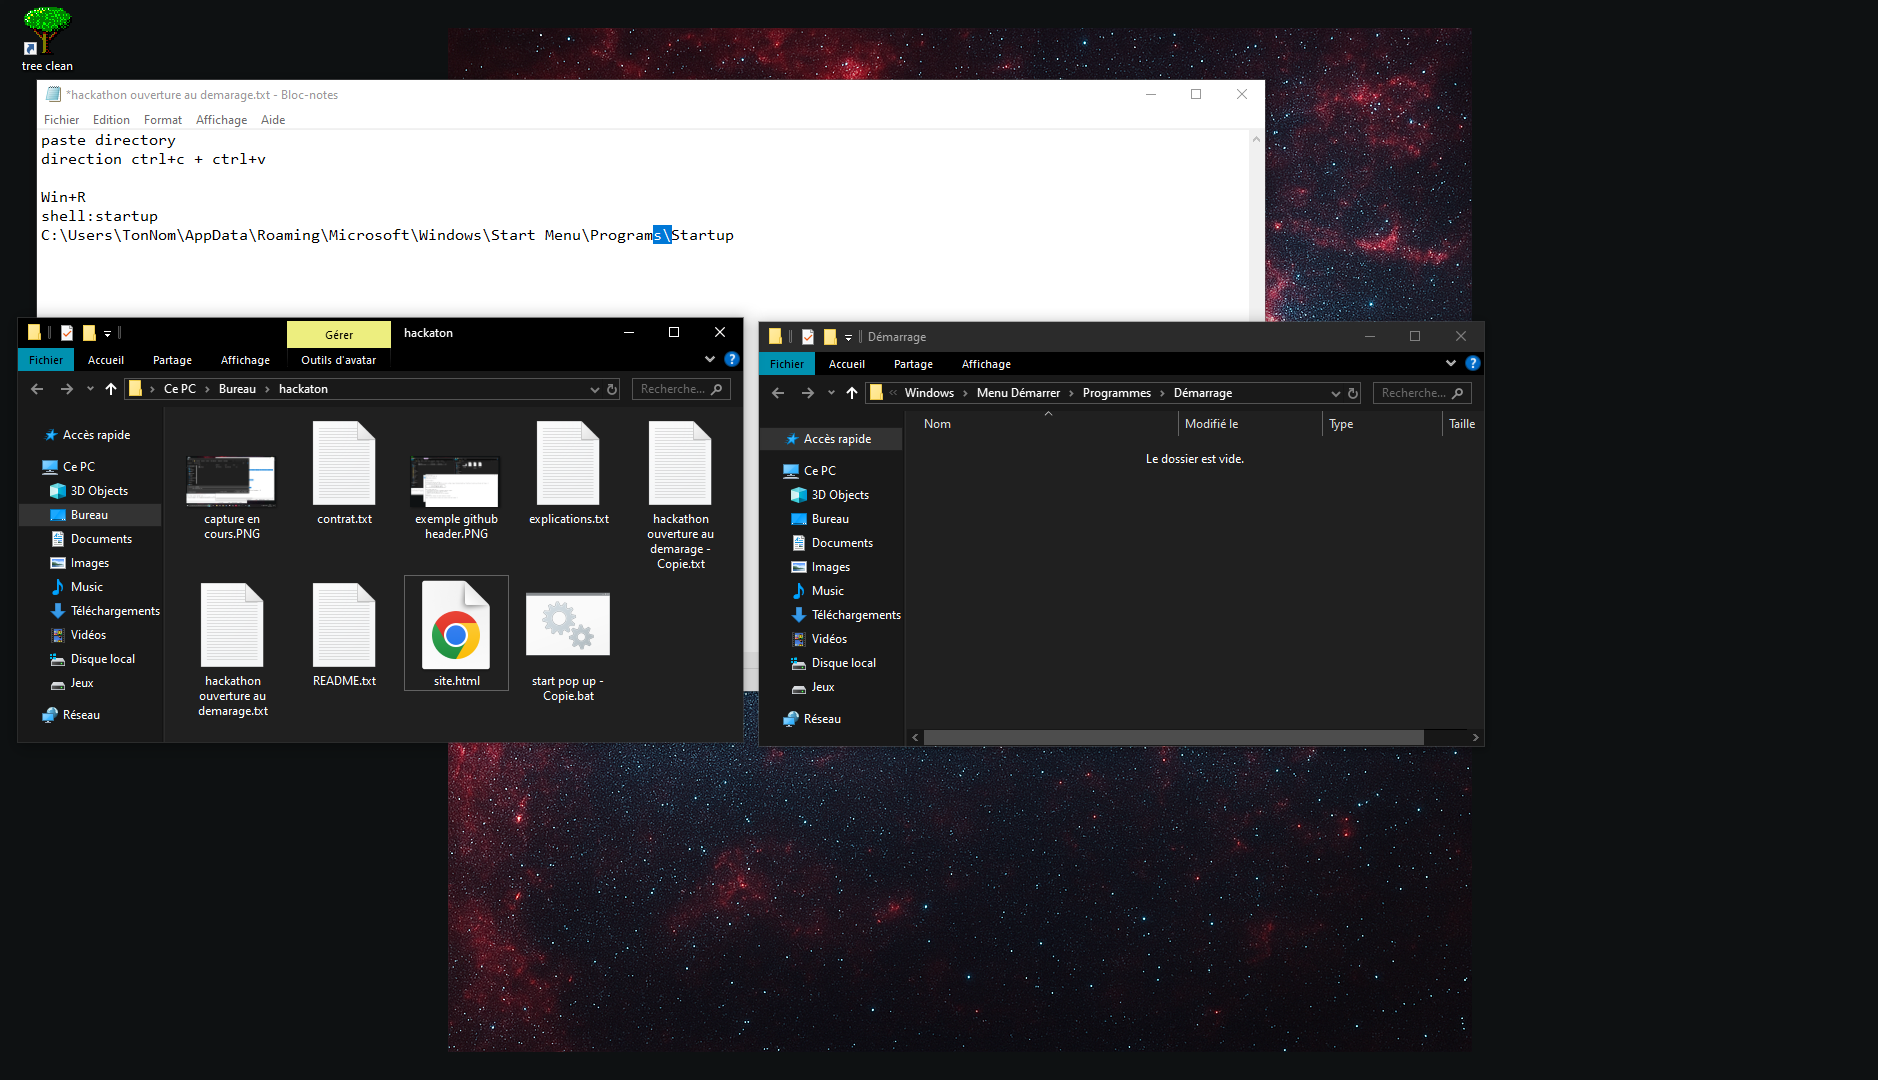 tree clean
*hackathon ouverture au demarage.txt - Bloc-notes
Fichier Edition Format Affichage Aide
paste directory
direction ctrl+c + ctrl+v
Win+R
shell:startup
C:\Users\TonNom\AppData\Roaming\Microsoft\Windows\Start Menu\Programs\Startup
Gérer hackaton
Fichier Accueil Partage Affichage Outils d'avatar
Ce PC Bureau hackaton Recherche...
Accès rapide
Ce PC
3D Objects
Bureau
Documents
Images
Music
Téléchargements
Vidéos
Disque local
Jeux
Réseau
capture en
cours.PNG
contrat.txt
exemple github
header.PNG
explications.txt
hackathon
ouverture au
demarage -
Copie.txt
hackathon
ouverture au
demarage.txt
README.txt
site.html
start pop up -
Copie.bat
Démarrage
Fichier Accueil Partage Affichage
« Windows Menu Démarrer Programmes Démarrage Recherche...
Accès rapide
Ce PC
3D Objects
Bureau
Documents
Images
Music
Téléchargements
Vidéos
Disque local
Jeux
Réseau
Nom Modifié le Type Taille
Le dossier est vide.